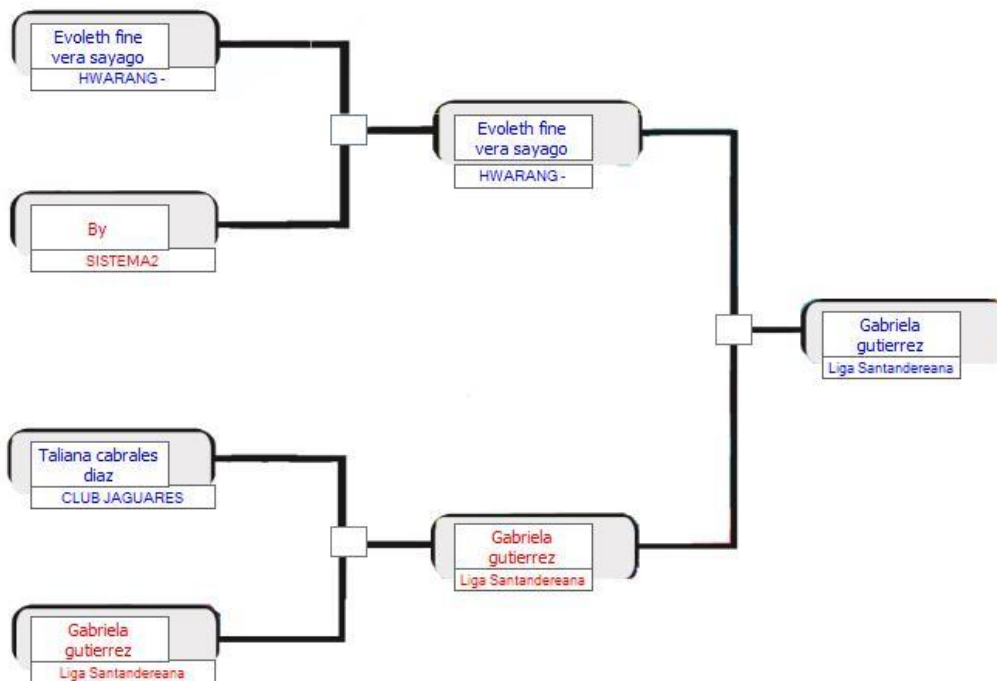 Evoleth fine
vera sayago
HWARANG -
By
SISTEMA2
Evoleth fine
vera sayago
HWARANG -
Gabriela
gutierrez
Liga Santandereana
Taliana cabrales
diaz
CLUB JAGUARES
Gabriela
gutierrez
Liga Santandereana
Gabriela
gutierrez
Liga Santandereana